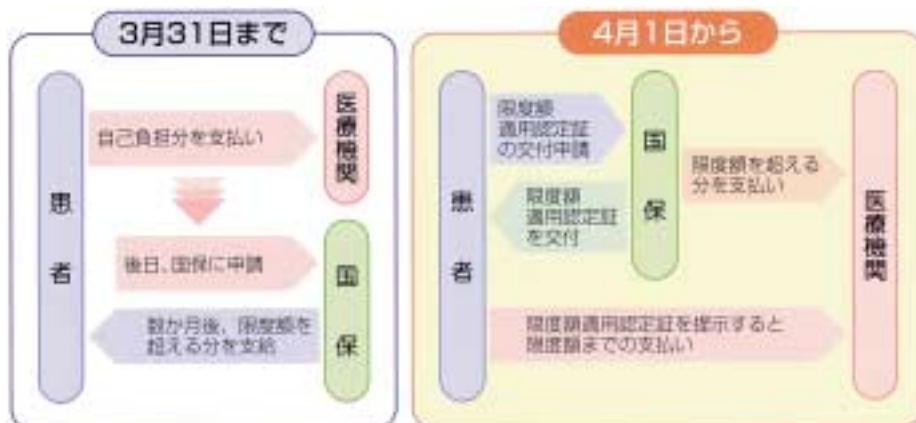 3月31日まで
患者
自己負担分を支払い
医療機関
後日、国保に申請
国保
数か月後、限度額を
超える分を支給
4月1日から
患者
限度額
適用認定証
の交付申請
限度額
適用認定証
を交付
国保
限度額を超える
分を支払い
医療機関
限度額適用認定証を提示すると
限度額までの支払い